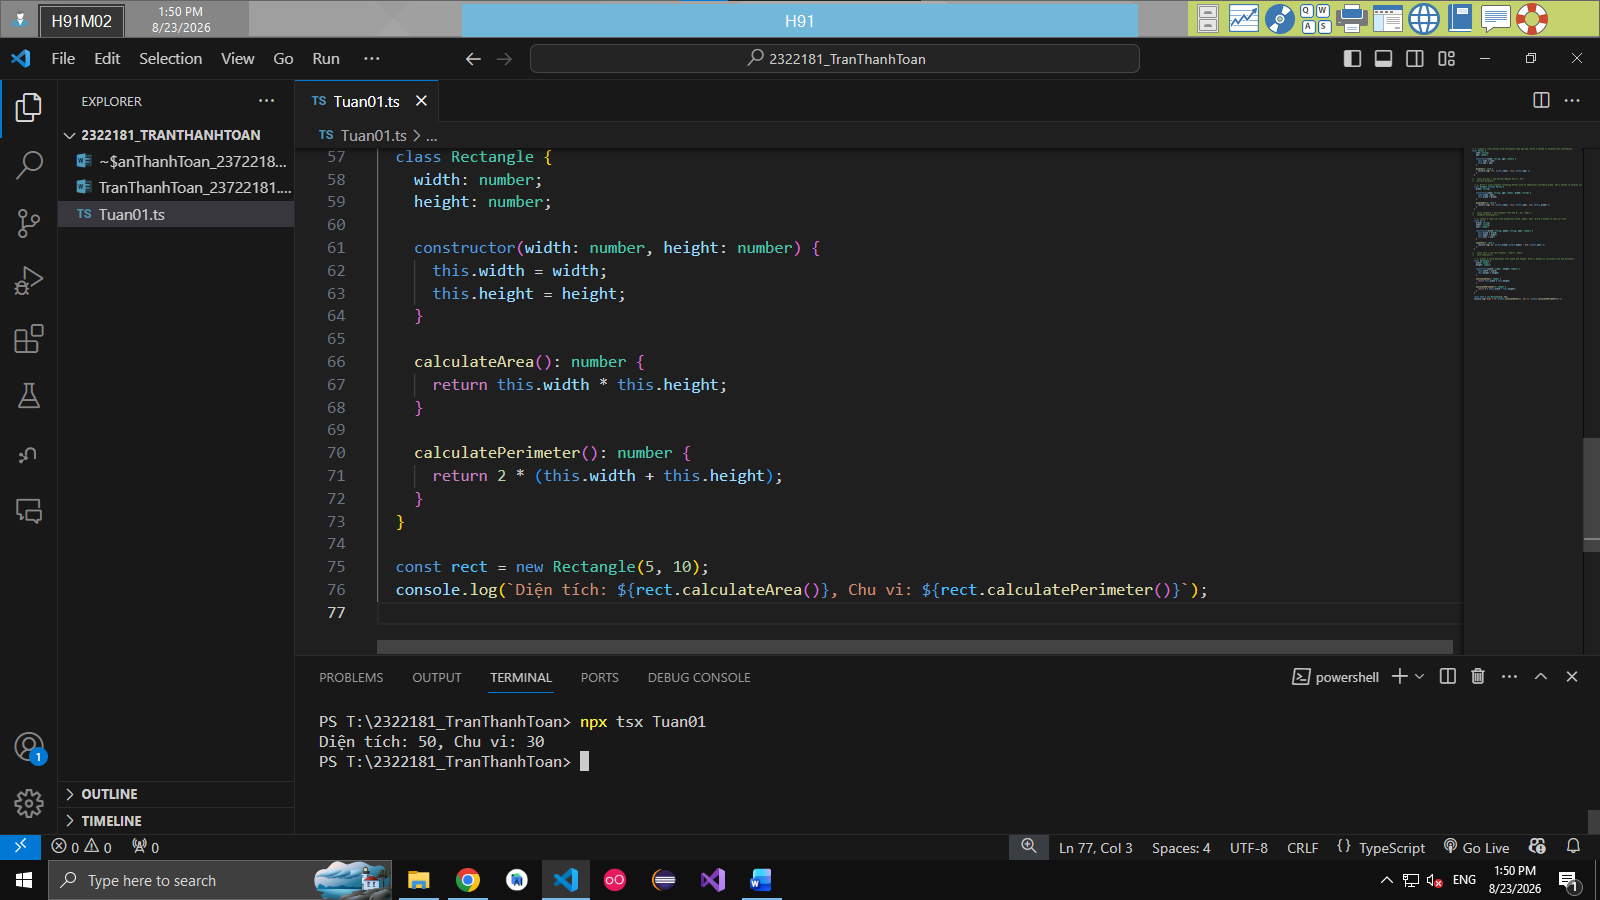 H91M02
1:50 PM
8/23/2026
H91
Q W
A S
File Edit Selection View Go Run ···
2322181_TranThanhToan
EXPLORER
TS Tuan01.ts
TS Tuan01.ts > ...
2322181_TRANTHANHTOAN
~$anThanhToan_2372218...
TranThanhToan_23722181....
TS Tuan01.ts
57 class Rectangle {
58 width: number;
59 height: number;
60
61 constructor(width: number, height: number) {
62 this.width = width;
63 this.height = height;
64 }
65
66 calculateArea(): number {
67 return this.width * this.height;
68 }
69
70 calculatePerimeter(): number {
71 return 2 * (this.width + this.height);
72 }
73 }
74
75 const rect = new Rectangle(5, 10);
76 console.log(`Diện tích: ${rect.calculateArea()}, Chu vi: ${rect.calculatePerimeter()}`);
77
PROBLEMS OUTPUT TERMINAL PORTS DEBUG CONSOLE
powershell
PS T:\2322181_TranThanhToan> npx tsx Tuan01
Diện tích: 50, Chu vi: 30
PS T:\2322181_TranThanhToan>
1
OUTLINE
TIMELINE
0 0 0
Ln 77, Col 3 Spaces: 4 UTF-8 CRLF {} TypeScript Go Live
Type here to search
ENG
1:50 PM
8/23/2026
1